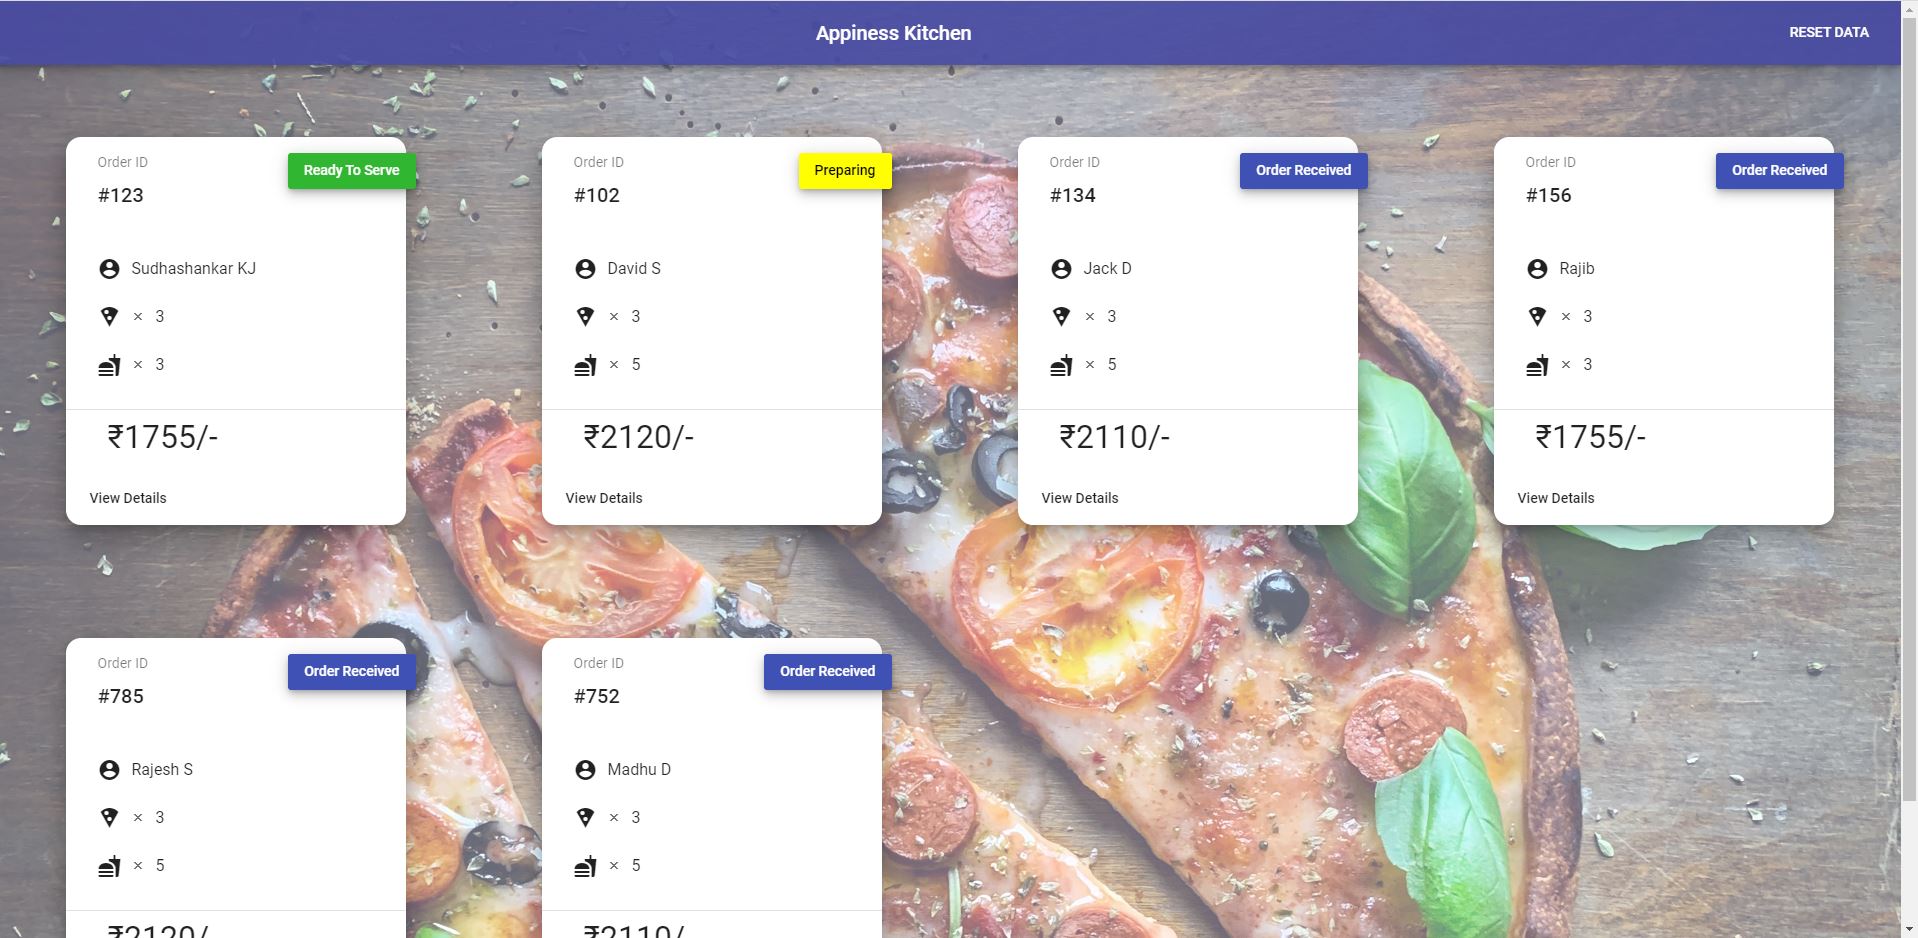 Appiness Kitchen
RESET DATA
Order ID
Ready To Serve
#123
Sudhashankar KJ
× 3
× 3
₹1755/-
View Details
Order ID
Preparing
#102
David S
× 3
× 5
₹2120/-
View Details
Order ID
Order Received
#134
Jack D
× 3
× 5
₹2110/-
View Details
Order ID
Order Received
#156
Rajib
× 3
× 3
₹1755/-
View Details
Order ID
Order Received
#785
Rajesh S
× 3
× 5
₹2120/
Order ID
Order Received
#752
Madhu D
× 3
× 5
₹2110/